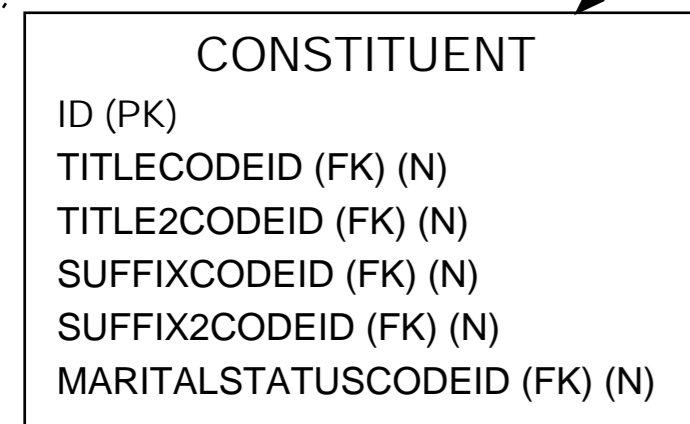 CONSTITUENT
ID (PK)
TITLECODEID (FK) (N)
TITLE2CODEID (FK) (N)
SUFFIXCODEID (FK) (N)
SUFFIX2CODEID (FK) (N)
MARITALSTATUSCODEID (FK) (N)